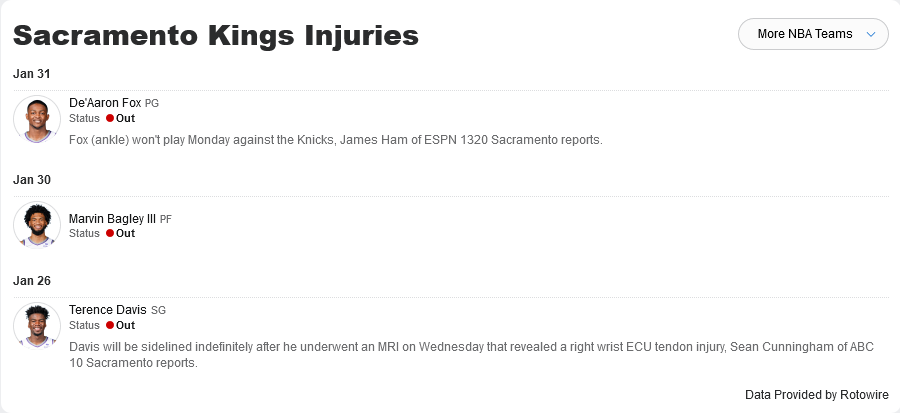 Sacramento Kings Injuries
More NBA Teams
Jan 31
De'Aaron Fox PG
Status Out
Fox (ankle) won't play Monday against the Knicks, James Ham of ESPN 1320 Sacramento reports.
Jan 30
Marvin Bagley III PF
Status Out
Jan 26
Terence Davis SG
Status Out
Davis will be sidelined indefinitely after he underwent an MRI on Wednesday that revealed a right wrist ECU tendon injury, Sean Cunningham of ABC
10 Sacramento reports.
Data Provided by Rotowire